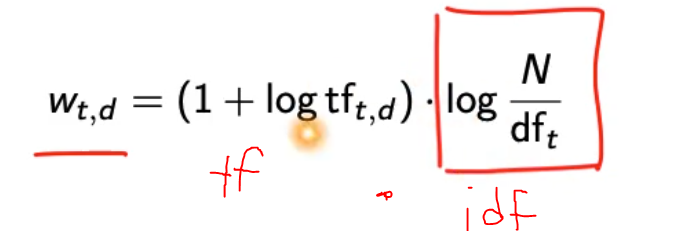 w_{t,d} = (1 + log tf_{t,d}) · log N/df_t
tf · idf